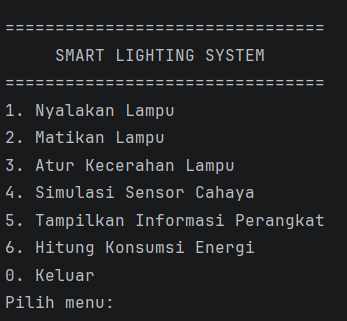 ================================
SMART LIGHTING SYSTEM
================================
1. Nyalakan Lampu
2. Matikan Lampu
3. Atur Kecerahan Lampu
4. Simulasi Sensor Cahaya
5. Tampilkan Informasi Perangkat
6. Hitung Konsumsi Energi
0. Keluar
Pilih menu: